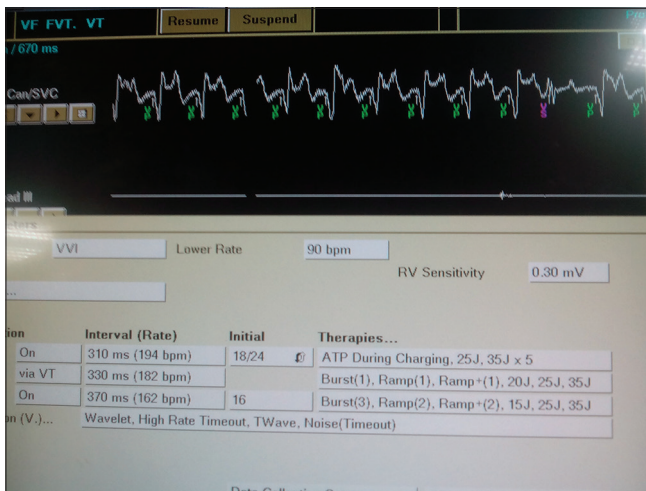 VF FVT. VT Resume Suspend
/ 670 ms
Can/SVC
ad III
VVI Lower Rate 90 bpm
RV Sensitivity 0.30 mV
...
Interval (Rate) Initial Therapies...
On 310 ms (194 bpm) 18/24 ATP During Charging, 25J, 35J x 5
via VT 330 ms (182 bpm) Burst(1), Ramp(1), Ramp+(1), 20J, 25J, 35J
On 370 ms (162 bpm) 16 Burst(3), Ramp(2), Ramp+(2), 15J, 25J, 35J
(V.)... Wavelet, High Rate Timeout, TWave, Noise(Timeout)